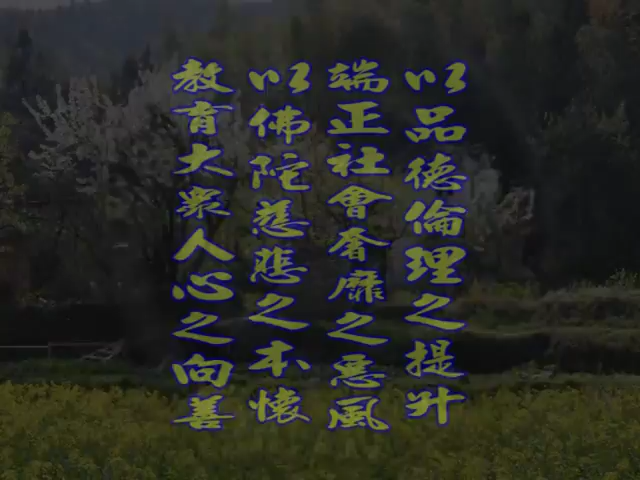 以品德倫理之提升
端正社會奢靡之惡風
以佛陀慈悲之本懷
教育大眾人心之向善